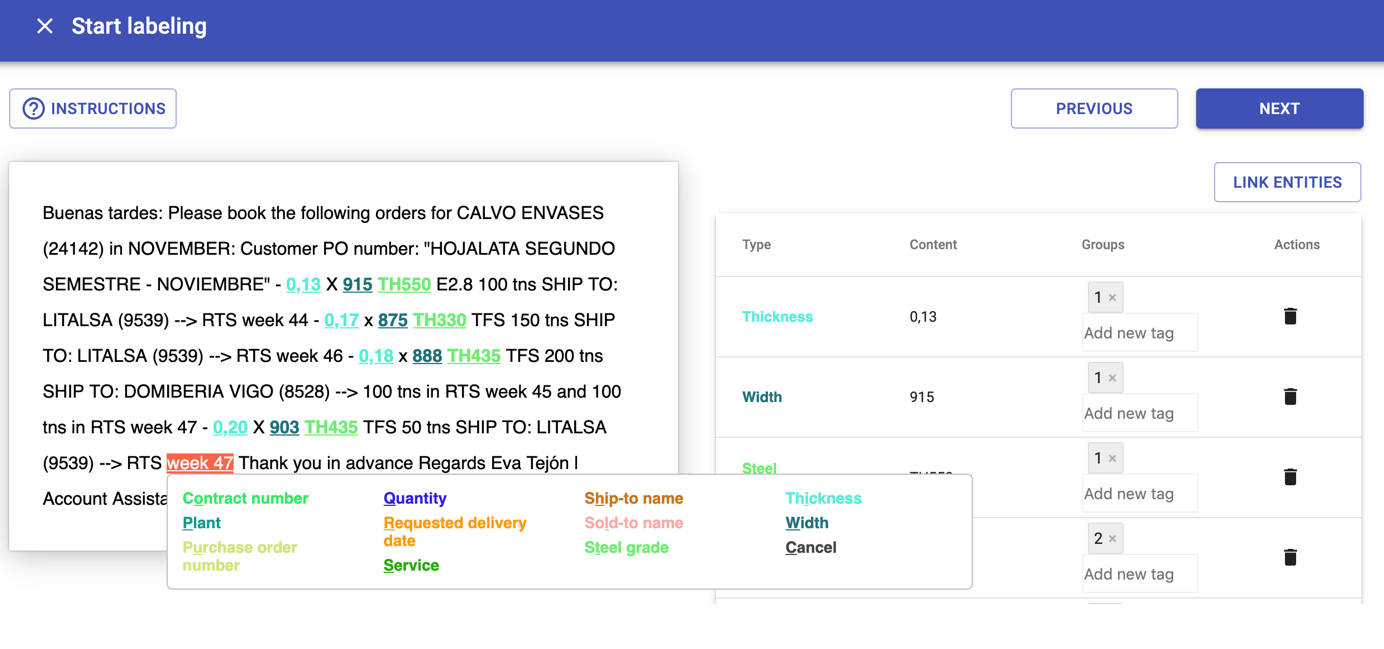 Start labeling
INSTRUCTIONS
PREVIOUS
NEXT
LINK ENTITIES
Buenas tardes: Please book the following orders for CALVO ENVASES
(24142) in NOVEMBER: Customer PO number: "HOJALATA SEGUNDO
SEMESTRE - NOVIEMBRE" - 0,13 X 915 TH550 E2.8 100 tns SHIP TO:
LITALSA (9539) --> RTS week 44 - 0,17 x 875 TH330 TFS 150 tns SHIP
TO: LITALSA (9539) --> RTS week 46 - 0,18 x 888 TH435 TFS 200 tns
SHIP TO: DOMIBERIA VIGO (8528) --> 100 tns in RTS week 45 and 100
tns in RTS week 47 - 0,20 X 903 TH435 TFS 50 tns SHIP TO: LITALSA
(9539) --> RTS week 47 Thank you in advance Regards Eva Tejón I
Account Assista
Contract number
Plant
Purchase order
number
Quantity
Requested delivery
date
Service
Ship-to name
Sold-to name
Steel grade
Thickness
Width
Cancel
Type Content Groups Actions
Thickness 0,13 1 ×
Add new tag
Width 915 1 ×
Add new tag
Steel 1 ×
Add new tag
2 ×
Add new tag